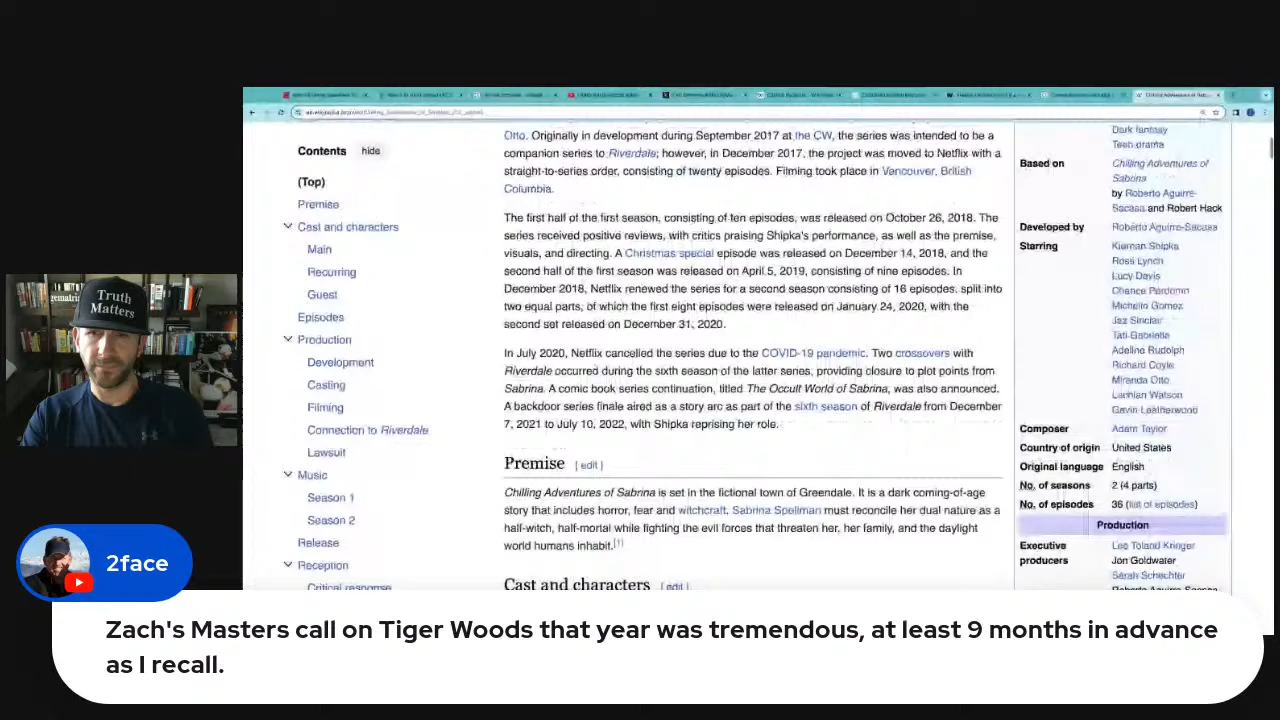 Contents hide
(Top)
Premise
Cast and characters
Main
Recurring
Guest
Episodes
Production
Development
Casting
Filming
Connection to Riverdale
Lawsuit
Music
Season 1
Season 2
Release
Reception
Critical response
Otto. Originally in development during September 2017 at the CW, the series was intended to be a
companion series to Riverdale; however, in December 2017, the project was moved to Netflix with a
straight-to-series order, consisting of twenty episodes. Filming took place in Vancouver, British
Columbia.
The first half of the first season, consisting of ten episodes, was released on October 26, 2018. The
series received positive reviews, with critics praising Shipka's performance, as well as the premise,
visuals, and directing. A Christmas special episode was released on December 14, 2018, and the
second half of the first season was released on April 5, 2019, consisting of nine episodes. In
December 2018, Netflix renewed the series for a second season consisting of 16 episodes, split into
two equal parts, of which the first eight episodes were released on January 24, 2020, with the
second set released on December 31, 2020.
In July 2020, Netflix cancelled the series due to the COVID-19 pandemic. Two crossovers with
Riverdale occurred during the sixth season of the latter series, providing closure to plot points from
Sabrina. A comic book series continuation, titled The Occult World of Sabrina, was also announced.
A backdoor series finale aired as a story arc as part of the sixth season of Riverdale from December
7, 2021 to July 10, 2022, with Shipka reprising her role.
Premise [ edit ]
Chilling Adventures of Sabrina is set in the fictional town of Greendale. It is a dark coming-of-age
story that includes horror, fear and witchcraft. Sabrina Spellman must reconcile her dual nature as a
half-witch, half-mortal while fighting the evil forces that threaten her, her family, and the daylight
world humans inhabit.[1]
Cast and characters [ edit ]
Dark fantasy
Teen drama
Based on Chilling Adventures of
Sabrina
by Roberto Aguirre-
Sacasa and Robert Hack
Developed by Roberto Aguirre-Sacasa
Starring Kiernan Shipka
Ross Lynch
Lucy Davis
Chance Perdomo
Michelle Gomez
Jaz Sinclair
Tati Gabrielle
Adeline Rudolph
Richard Coyle
Miranda Otto
Lachlan Watson
Gavin Leatherwood
Composer Adam Taylor
Country of origin United States
Original language English
No. of seasons 2 (4 parts)
No. of episodes 36 (list of episodes)
Production
Executive Lee Toland Krieger
producers Jon Goldwater
Sarah Schechter
Truth
Matters
2face
Zach's Masters call on Tiger Woods that year was tremendous, at least 9 months in advance
as I recall.